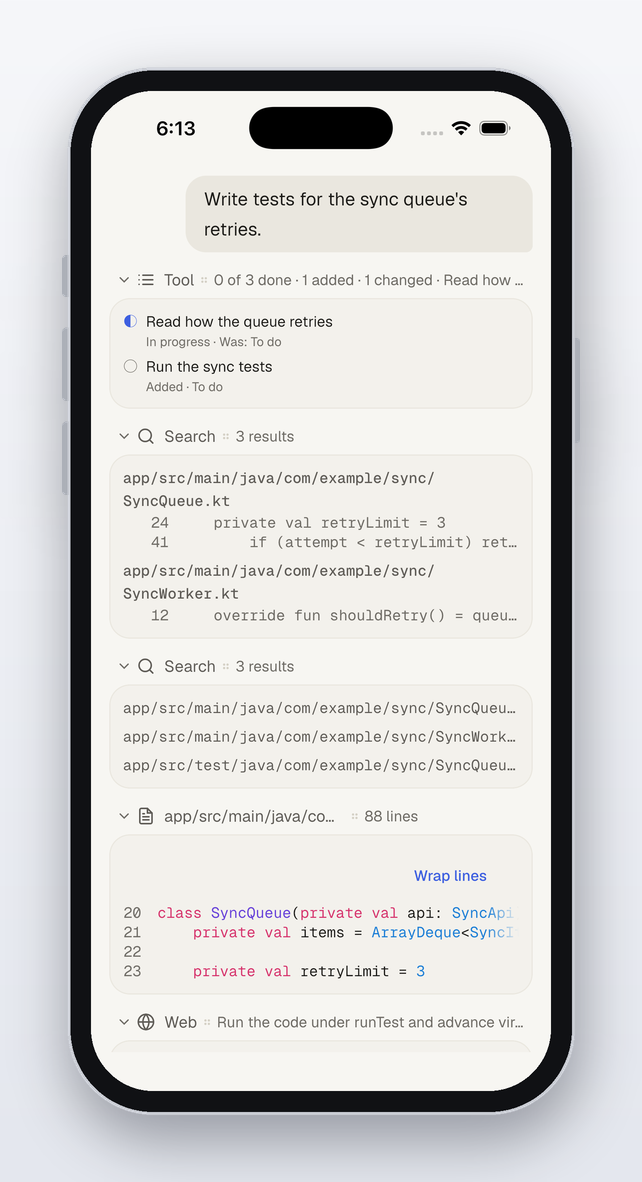 6:13
Write tests for the sync queue's
retries.
Tool :: 0 of 3 done · 1 added · 1 changed · Read how …
Read how the queue retries
In progress · Was: To do
Run the sync tests
Added · To do
Search :: 3 results
app/src/main/java/com/example/sync/
SyncQueue.kt
24 private val retryLimit = 3
41 if (attempt < retryLimit) ret…
app/src/main/java/com/example/sync/
SyncWorker.kt
12 override fun shouldRetry() = queu…
Search :: 3 results
app/src/main/java/com/example/sync/SyncQueu…
app/src/main/java/com/example/sync/SyncWork…
app/src/test/java/com/example/sync/SyncQueu…
app/src/main/java/co… :: 88 lines
Wrap lines
20 class SyncQueue(private val api: SyncApi
21 private val items = ArrayDeque<SyncI
22
23 private val retryLimit = 3
Web :: Run the code under runTest and advance vir…